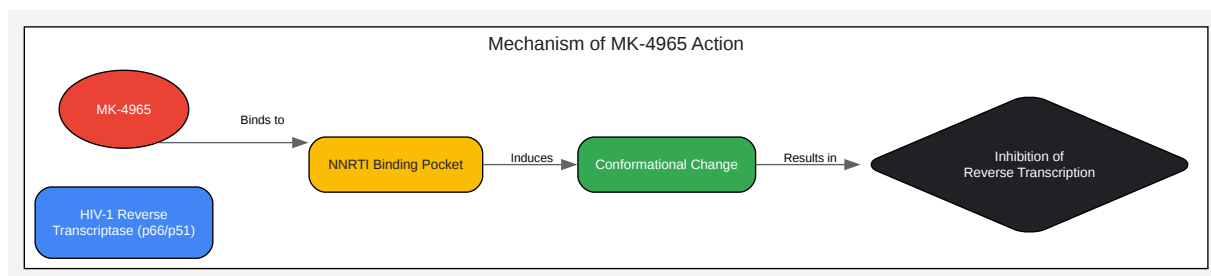 Mechanism of MK-4965 Action
MK-4965
Binds to
NNRTI Binding Pocket
Induces
Conformational Change
Results in
Inhibition of
Reverse Transcription
HIV-1 Reverse
Transcriptase (p66/p51)